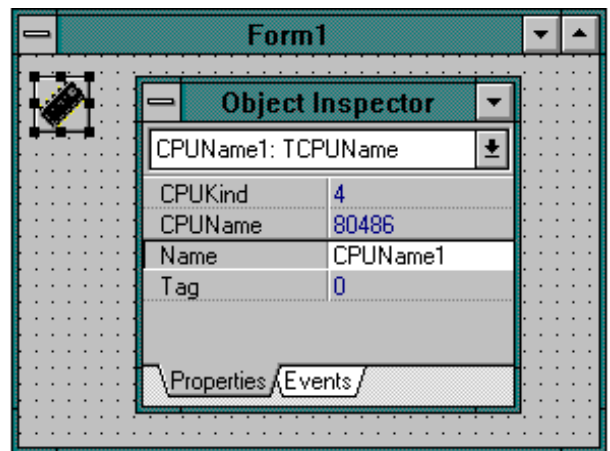 Form1
Object Inspector
CPUName1: TCPUName
CPUKind 4
CPUName 80486
Name CPUName1
Tag 0
Properties Events